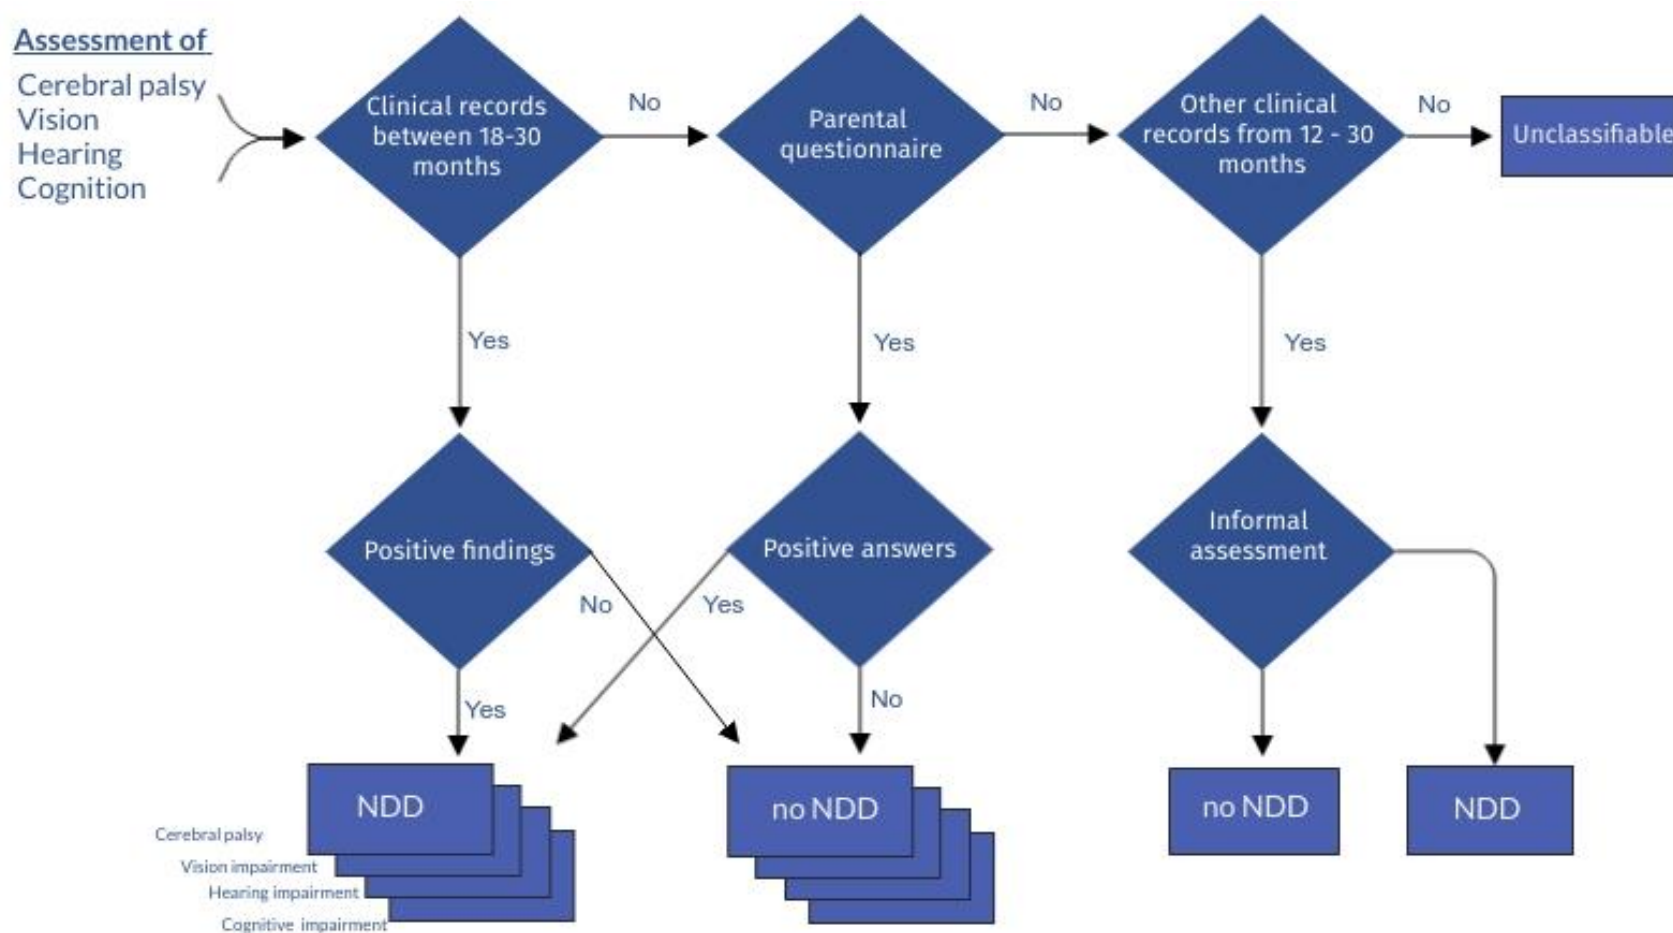 Assessment of
Cerebral palsy
Vision
Hearing
Cognition
Clinical records
between 18-30
months
No
Parental
questionnaire
No
Other clinical
records from 12 - 30
months
No
Unclassifiable
Yes
Yes
Yes
Positive findings
Positive answers
Informal
assessment
No
Yes
Yes
No
NDD
no NDD
no NDD
NDD
Cerebral palsy
Vision impairment
Hearing impairment
Cognitive impairment